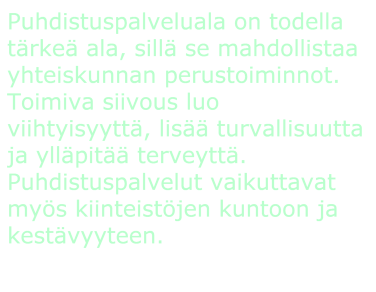 Puhdistuspalveluala on todella
tärkeä ala, sillä se mahdollistaa
yhteiskunnan perustoiminnot.
Toimiva siivous luo
viihtyisyyttä, lisää turvallisuutta
ja ylläpitää terveyttä.
Puhdistuspalvelut vaikuttavat
myös kiinteistöjen kuntoon ja
kestävyyteen.